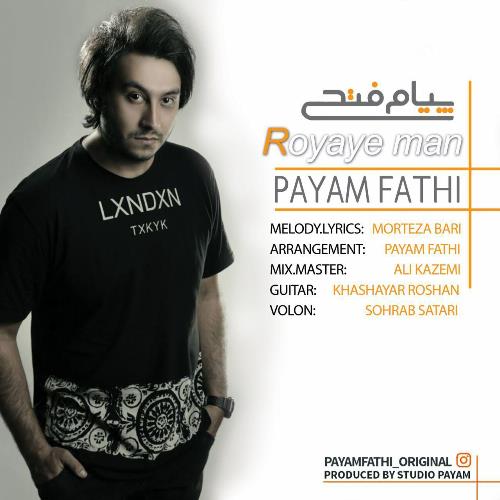 LXNDXN
TXKYK
پیام فتحی
Royaye man
PAYAM FATHI
MELODY.LYRICS: MORTEZA BARI
ARRANGEMENT: PAYAM FATHI
MIX.MASTER: ALI KAZEMI
GUITAR: KHASHAYAR ROSHAN
VOLON: SOHRAB SATARI
PAYAMFATHI_ORIGINAL
PRODUCED BY STUDIO PAYAM